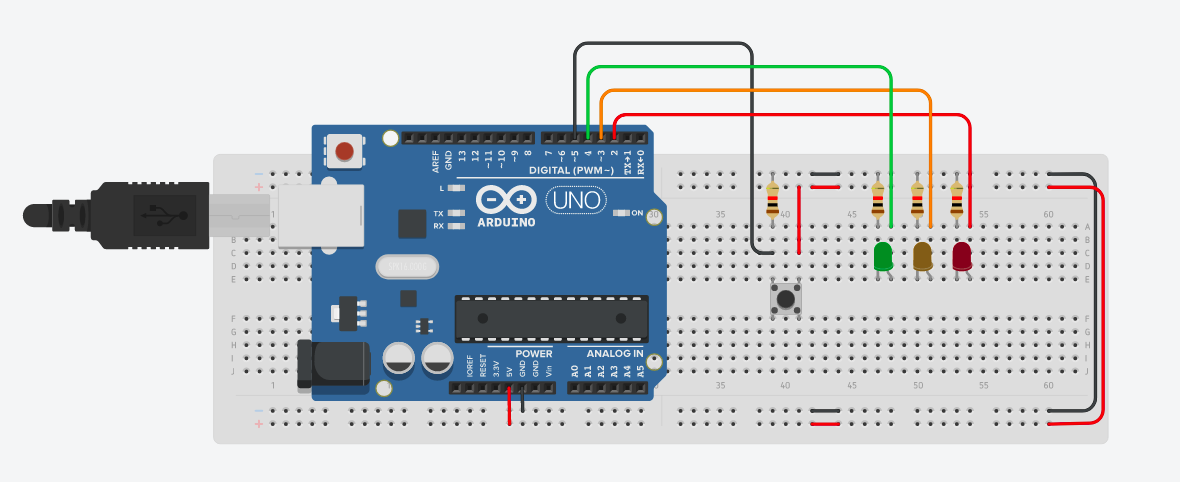 AREF
GND
13
12
~11
~10
~9
8
7
~6
~5
4
~3
2
TX→1
RX←0
DIGITAL (PWM~)
L
TX
RX
ARDUINO
UNO
ON
POWER
ANALOG IN
IOREF
RESET
3.3V
5V
GND
GND
Vin
A0
A1
A2
A3
A4
A5
- -
+ +
1 30 35 40 45 50 55 60
A A
B B
C C
D D
E E
F F
G G
H H
I I
J J
1 35 40 45 50 55 60
-
+